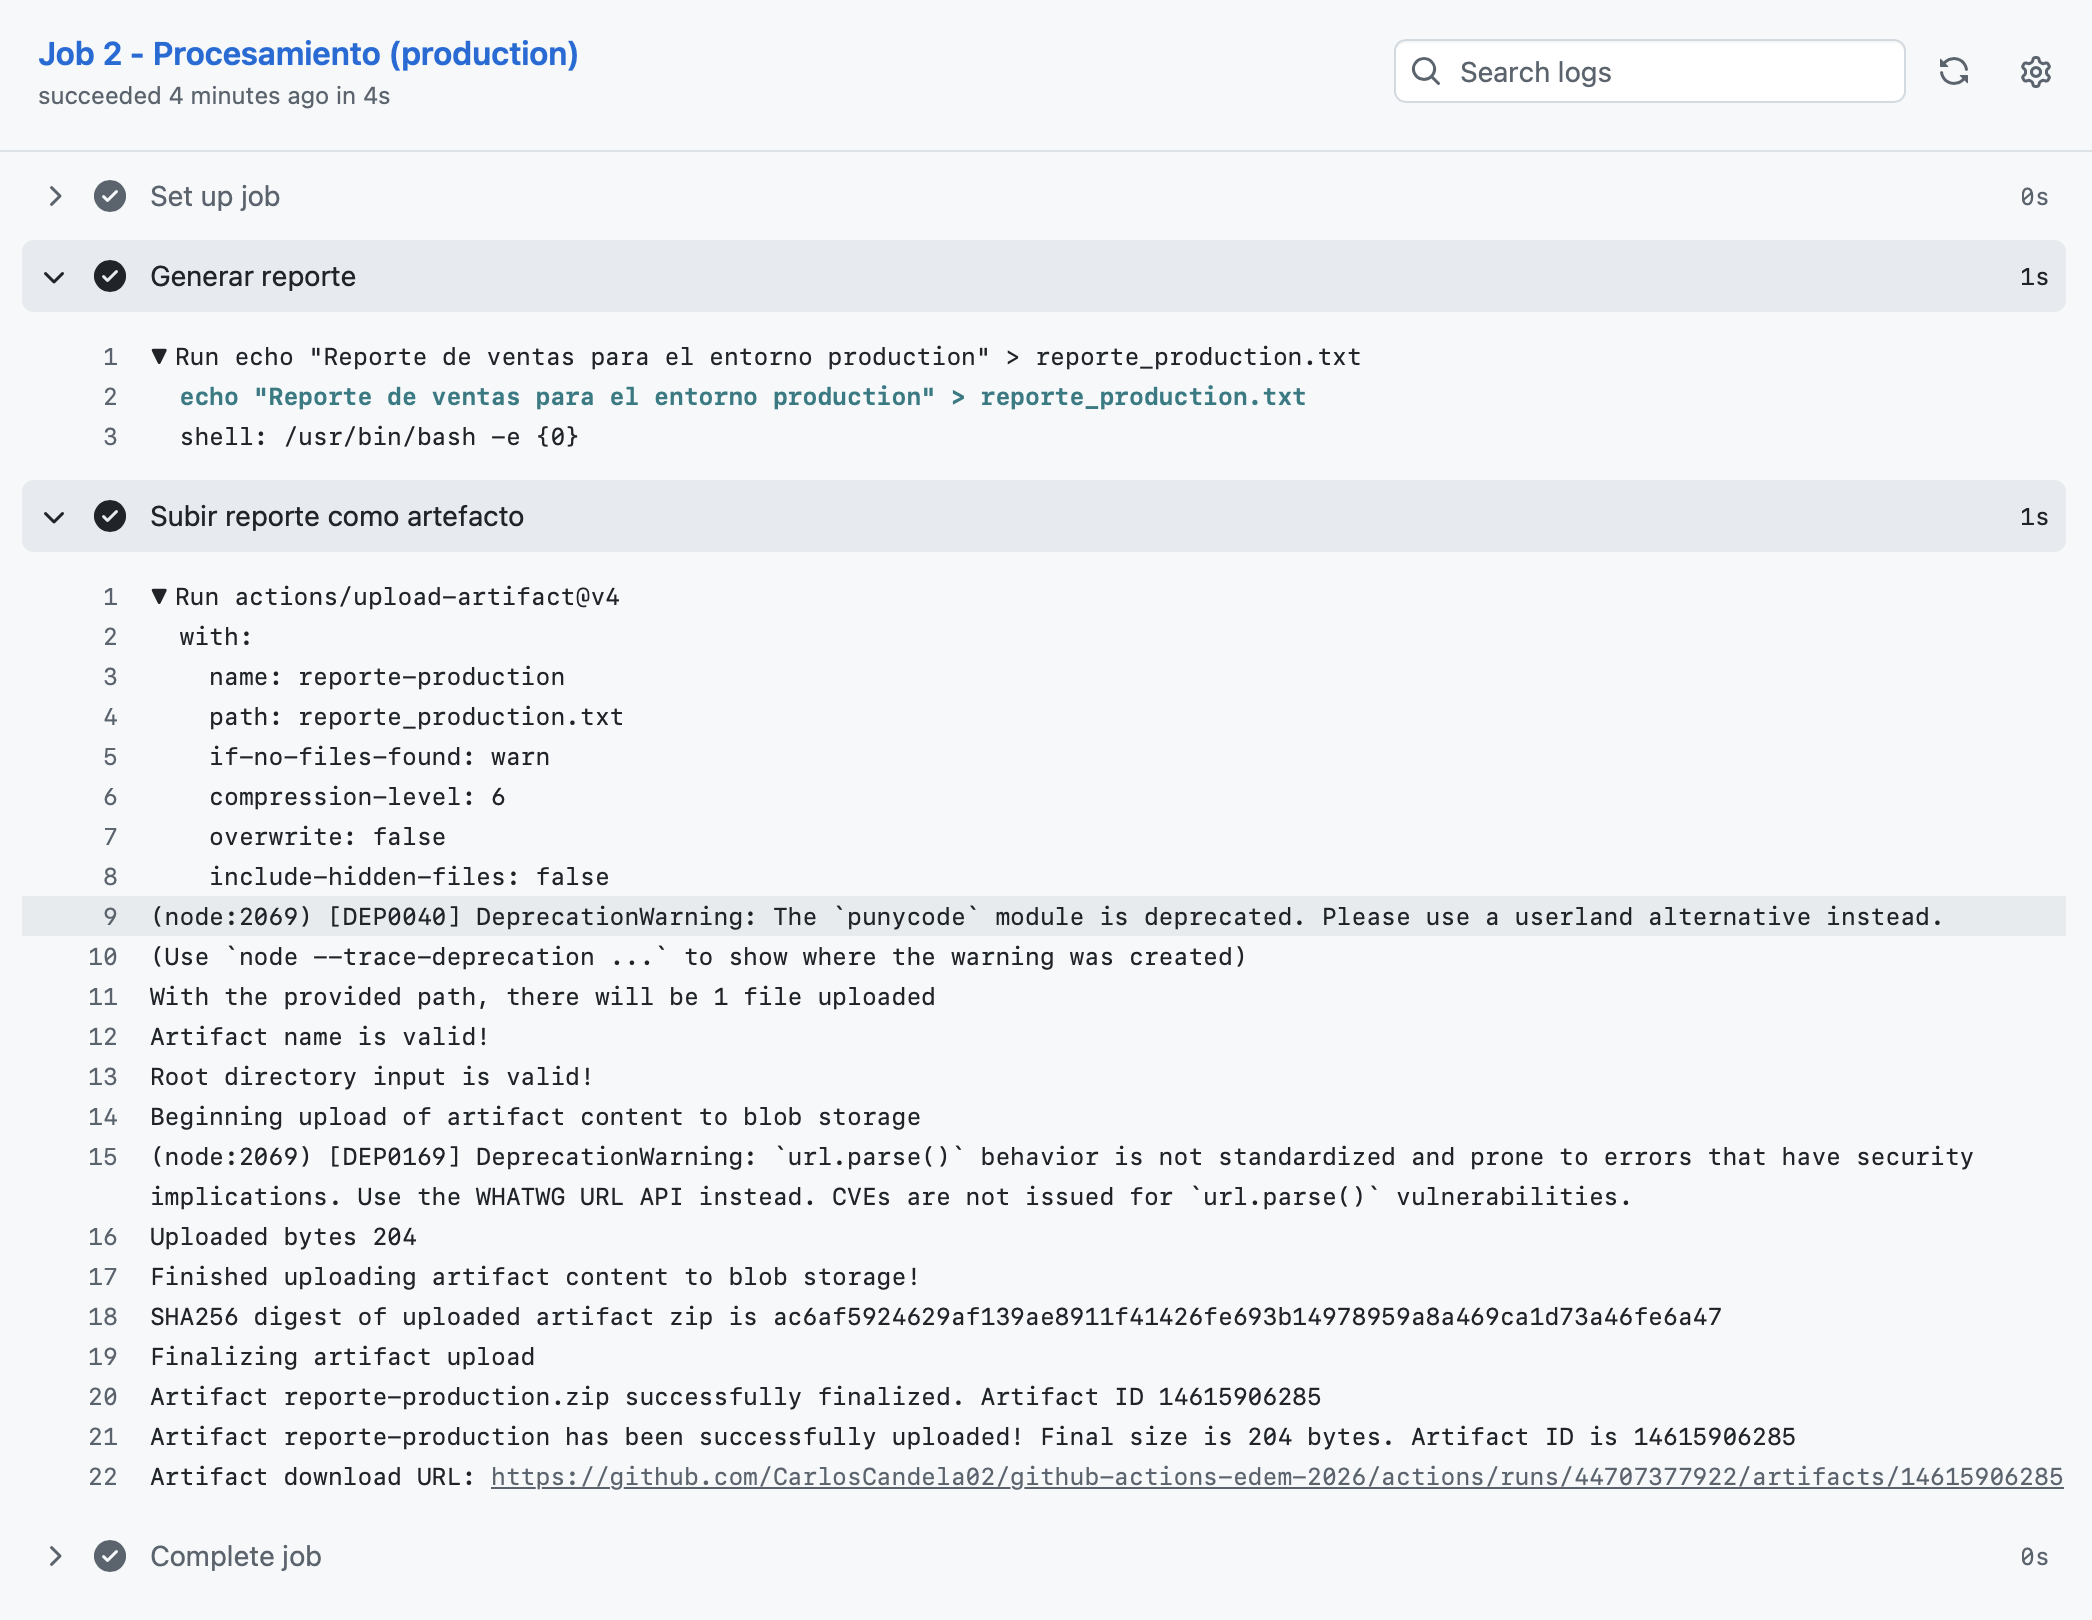 Job 2 - Procesamiento (production)
succeeded 4 minutes ago in 4s
Search logs
Set up job 0s
Generar reporte 1s
1 ▼ Run echo "Reporte de ventas para el entorno production" > reporte_production.txt
2 echo "Reporte de ventas para el entorno production" > reporte_production.txt
3 shell: /usr/bin/bash -e {0}
Subir reporte como artefacto 1s
1 ▼ Run actions/upload-artifact@v4
2 with:
3 name: reporte-production
4 path: reporte_production.txt
5 if-no-files-found: warn
6 compression-level: 6
7 overwrite: false
8 include-hidden-files: false
9 (node:2069) [DEP0040] DeprecationWarning: The `punycode` module is deprecated. Please use a userland alternative instead.
10 (Use `node --trace-deprecation ...` to show where the warning was created)
11 With the provided path, there will be 1 file uploaded
12 Artifact name is valid!
13 Root directory input is valid!
14 Beginning upload of artifact content to blob storage
15 (node:2069) [DEP0169] DeprecationWarning: `url.parse()` behavior is not standardized and prone to errors that have security
implications. Use the WHATWG URL API instead. CVEs are not issued for `url.parse()` vulnerabilities.
16 Uploaded bytes 204
17 Finished uploading artifact content to blob storage!
18 SHA256 digest of uploaded artifact zip is ac6af5924629af139ae8911f41426fe693b14978959a8a469ca1d73a46fe6a47
19 Finalizing artifact upload
20 Artifact reporte-production.zip successfully finalized. Artifact ID 14615906285
21 Artifact reporte-production has been successfully uploaded! Final size is 204 bytes. Artifact ID is 14615906285
22 Artifact download URL: https://github.com/CarlosCandela02/github-actions-edem-2026/actions/runs/44707377922/artifacts/14615906285
Complete job 0s